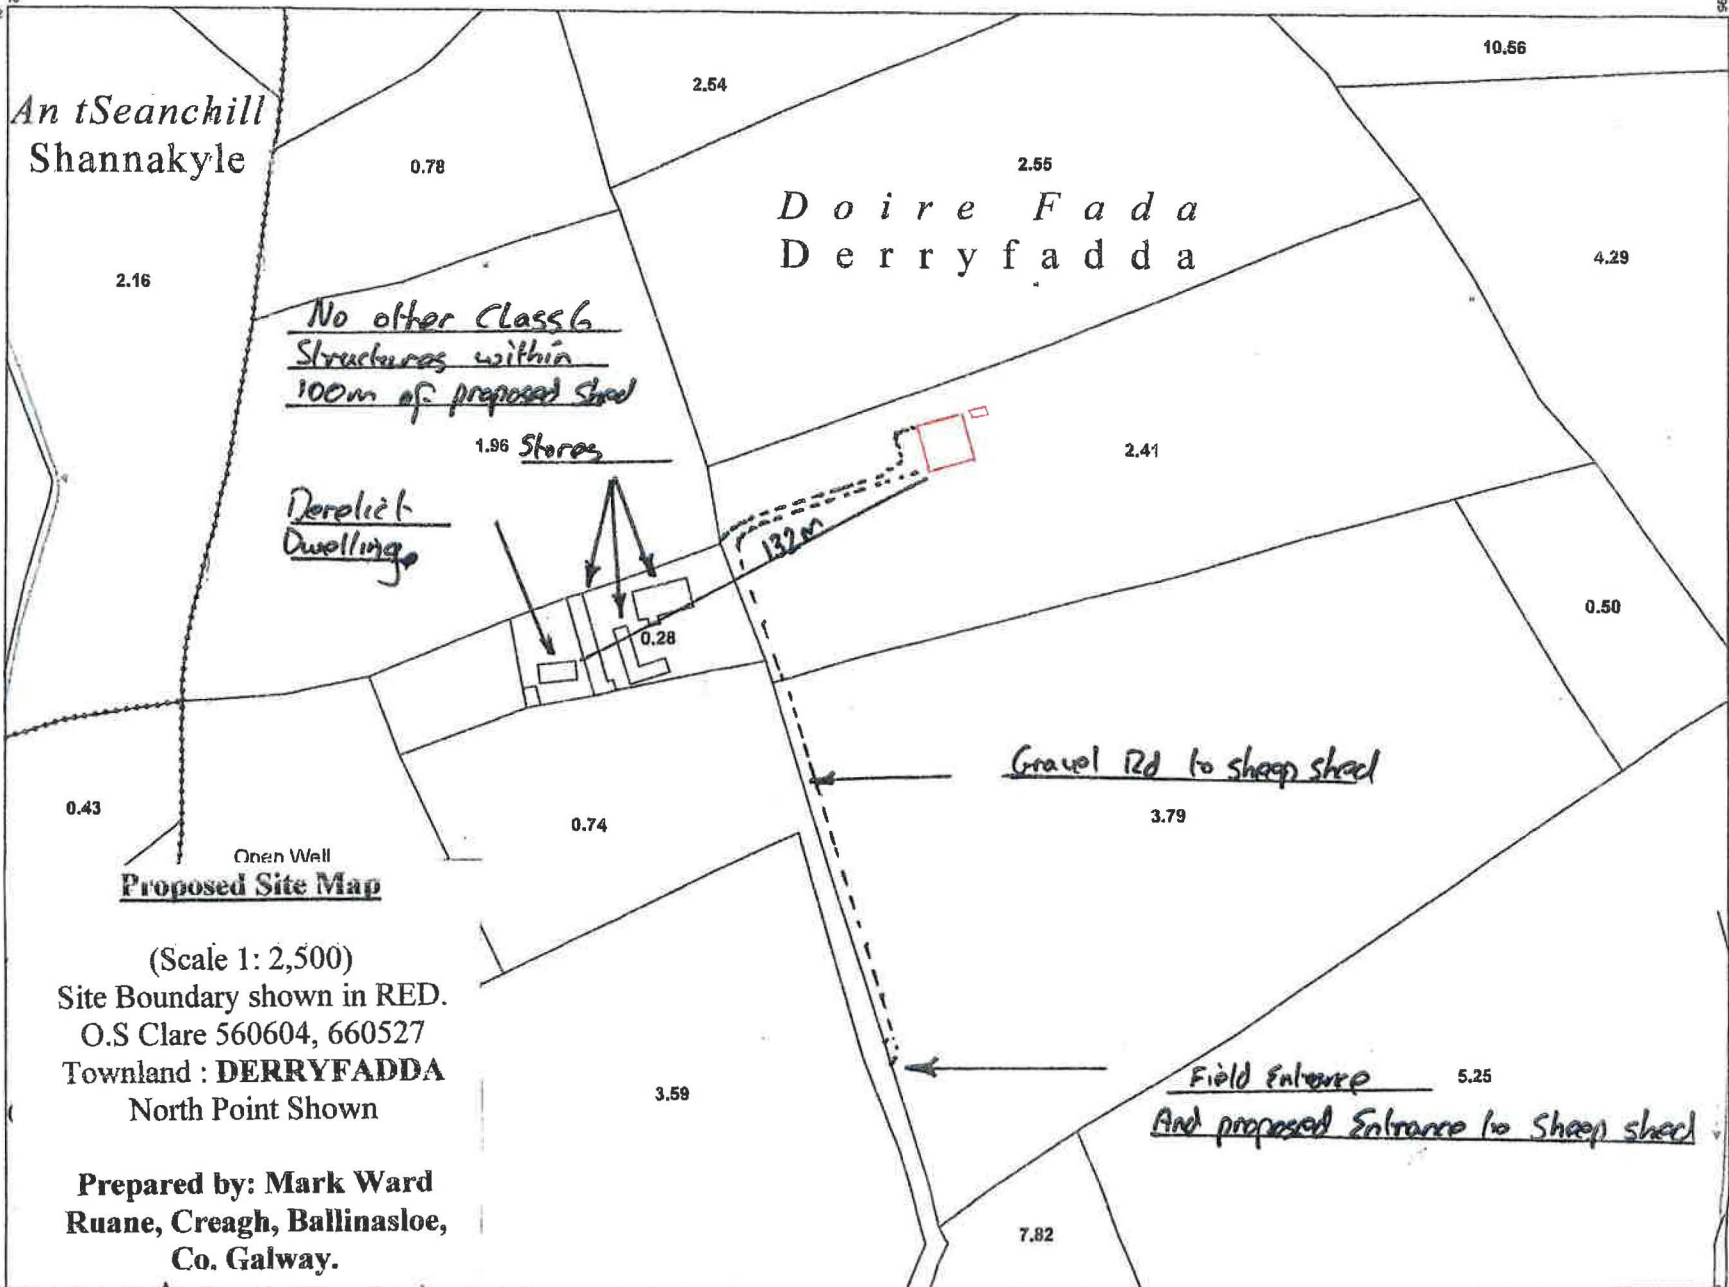 10.56
2.54
An tSeanchill
Shannakyle
0.78
2.55
Doire Fada
Derryfadda
2.16
4.29
No other Class 6
Structures within
100m of proposed Shed
1.96 Stores
2.41
Derelict
Dwelling
132m
0.28
0.50
Gravel Rd to sheep shed
0.43
0.74
3.79
Open Well
Proposed Site Map
(Scale 1: 2,500)
Site Boundary shown in RED.
O.S Clare 560604, 660527
Townland : DERRYFADDA
North Point Shown
3.59
Field Entrance
5.25
And proposed Entrance to Sheep shed
Prepared by: Mark Ward
Ruane, Creagh, Ballinasloe,
Co. Galway.
7.82